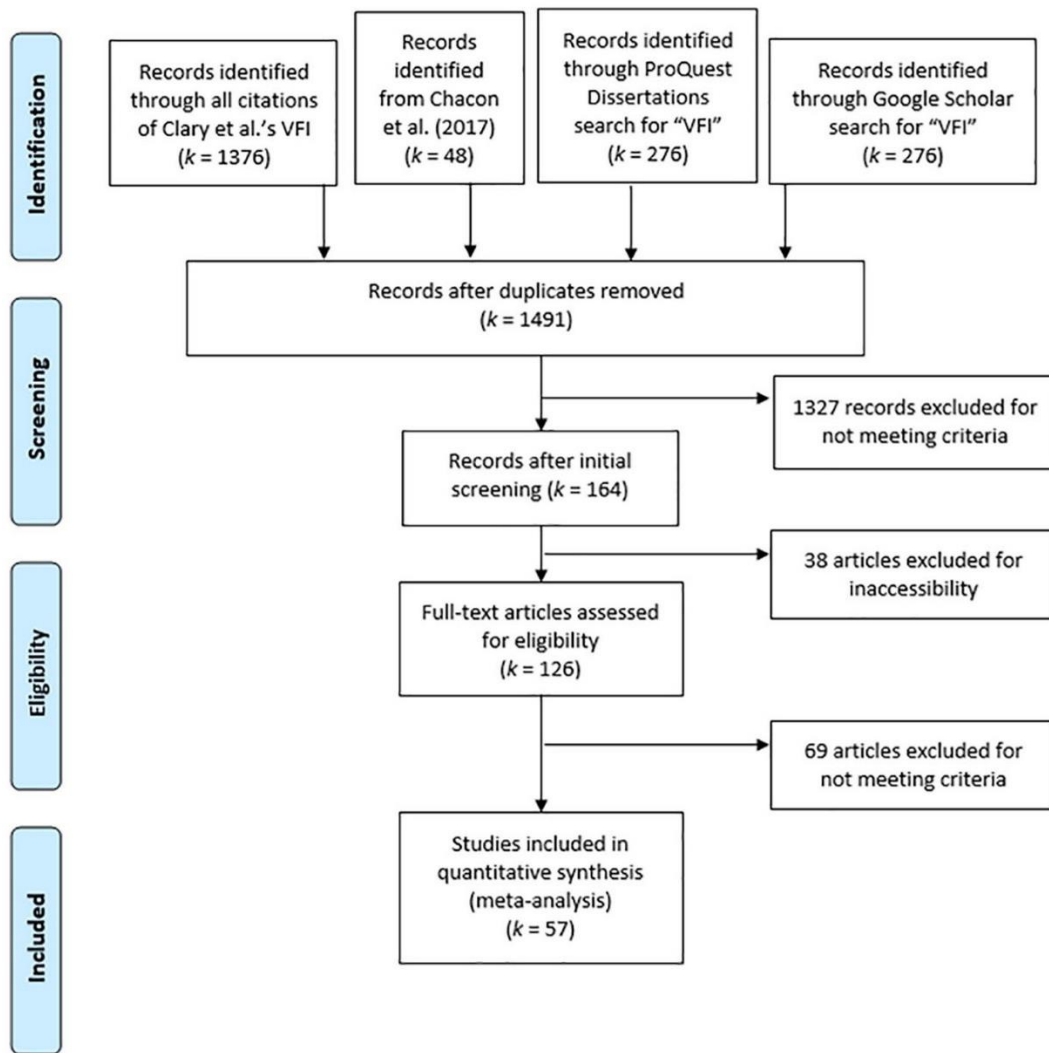 Identification
Records identified
through all citations
of Clary et al.'s VFI
(k = 1376)
Records
identified
from Chacon
et al. (2017)
(k = 48)
Records identified
through ProQuest
Dissertations
search for “VFI”
(k = 276)
Records identified
through Google Scholar
search for “VFI”
(k = 276)
Records after duplicates removed
(k = 1491)
Screening
1327 records excluded for
not meeting criteria
Records after initial
screening (k = 164)
38 articles excluded for
inaccessibility
Eligibility
Full-text articles assessed
for eligibility
(k = 126)
69 articles excluded for
not meeting criteria
Included
Studies included in
quantitative synthesis
(meta-analysis)
(k = 57)